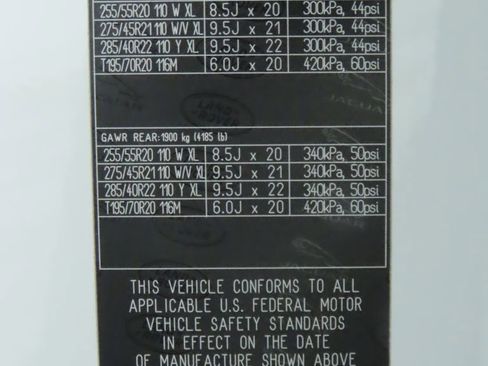 255/55R20 110 W XL 8.5J x 20 300kPa, 44psi
275/45R21 110 W/V XL 9.5J x 21 300kPa, 44psi
285/40R22 110 Y XL 9.5J x 22 300kPa, 44psi
T195/70R20 116M 6.0J x 20 420kPa, 60psi
LAND
ROVER
JAGUAR
GAWR REAR:1900 kg (4185 lb)
255/55R20 110 W XL 8.5J x 20 340kPa, 50psi
275/45R21 110 W/V XL 9.5J x 21 340kPa, 50psi
285/40R22 110 Y XL 9.5J x 22 340kPa, 50psi
T195/70R20 116M 6.0J x 20 420kPa, 60psi
THIS VEHICLE CONFORMS TO ALL
APPLICABLE U.S. FEDERAL MOTOR
VEHICLE SAFETY STANDARDS
IN EFFECT ON THE DATE
OF MANUFACTURE SHOWN ABOVE